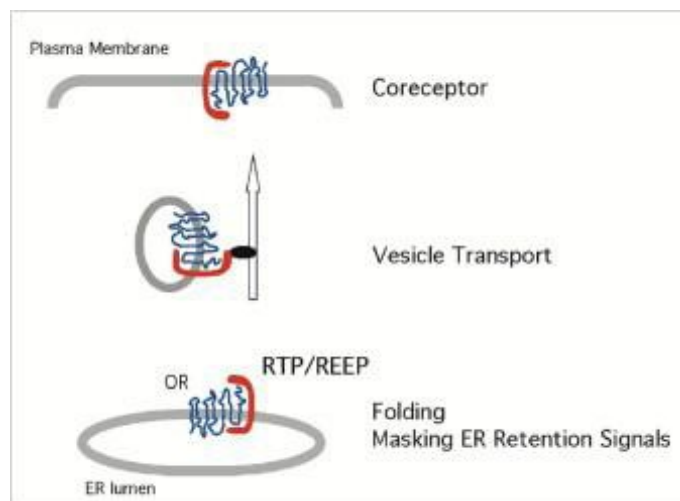 Plasma Membrane
Coreceptor
Vesicle Transport
RTP/REEP
OR
Folding
Masking ER Retention Signals
ER lumen